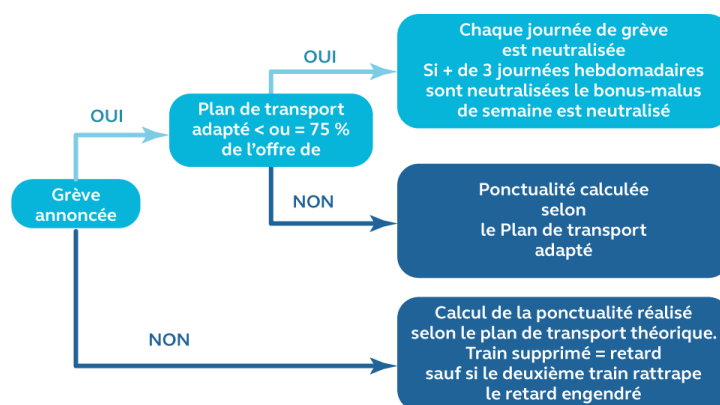 Chaque journée de grève
est neutralisée
Si + de 3 journées hebdomadaires
sont neutralisées le bonus-malus
de semaine est neutralisé
OUI
Plan de transport
adapté < ou = 75 %
de l'offre de
OUI
Grève
annoncée
NON
Ponctualité calculée
selon
le Plan de transport
adapté
NON
Calcul de la ponctualité réalisé
selon le plan de transport théorique.
Train supprimé = retard
sauf si le deuxième train rattrape
le retard engendré